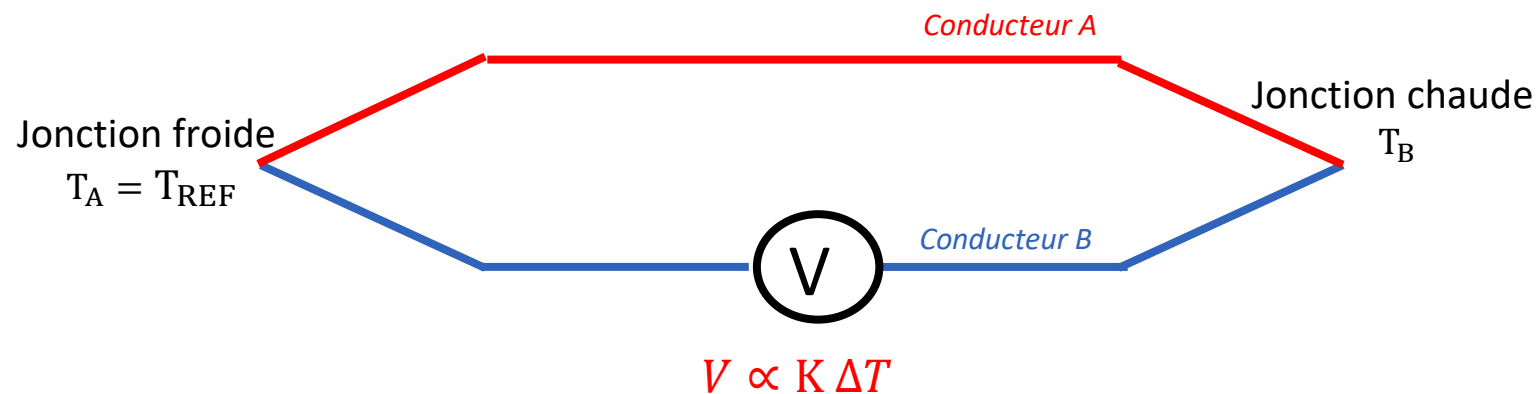 Conducteur A
Jonction froide
T_A = T_REF
Jonction chaude
T_B
Conducteur B
V
V ∝ K ΔT